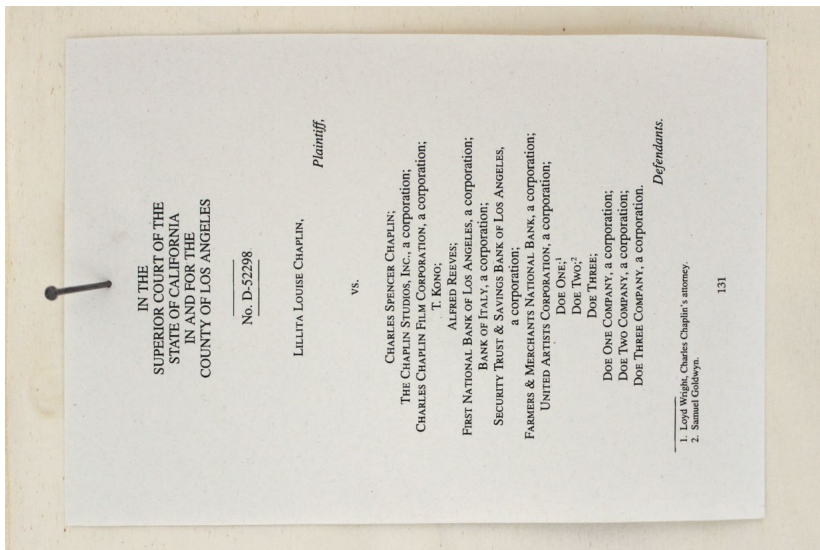 IN THE
SUPERIOR COURT OF THE
STATE OF CALIFORNIA
IN AND FOR THE
COUNTY OF LOS ANGELES
No. D-52298
LILLITA LOUISE CHAPLIN,
Plaintiff,
vs.
CHARLES SPENCER CHAPLIN;
THE CHAPLIN STUDIOS, INC., a corporation;
CHARLES CHAPLIN FILM CORPORATION, a corporation;
T. KONO;
ALFRED REEVES;
FIRST NATIONAL BANK OF LOS ANGELES, a corporation;
BANK OF ITALY, a corporation;
SECURITY TRUST & SAVINGS BANK OF LOS ANGELES,
a corporation;
FARMERS & MERCHANTS NATIONAL BANK, a corporation;
UNITED ARTISTS CORPORATION, a corporation;
DOE ONE;¹
DOE TWO;²
DOE THREE;
DOE ONE COMPANY, a corporation;
DOE TWO COMPANY, a corporation;
DOE THREE COMPANY, a corporation.
Defendants.
1. Loyd Wright, Charles Chaplin's attorney.
2. Samuel Goldwyn.
131